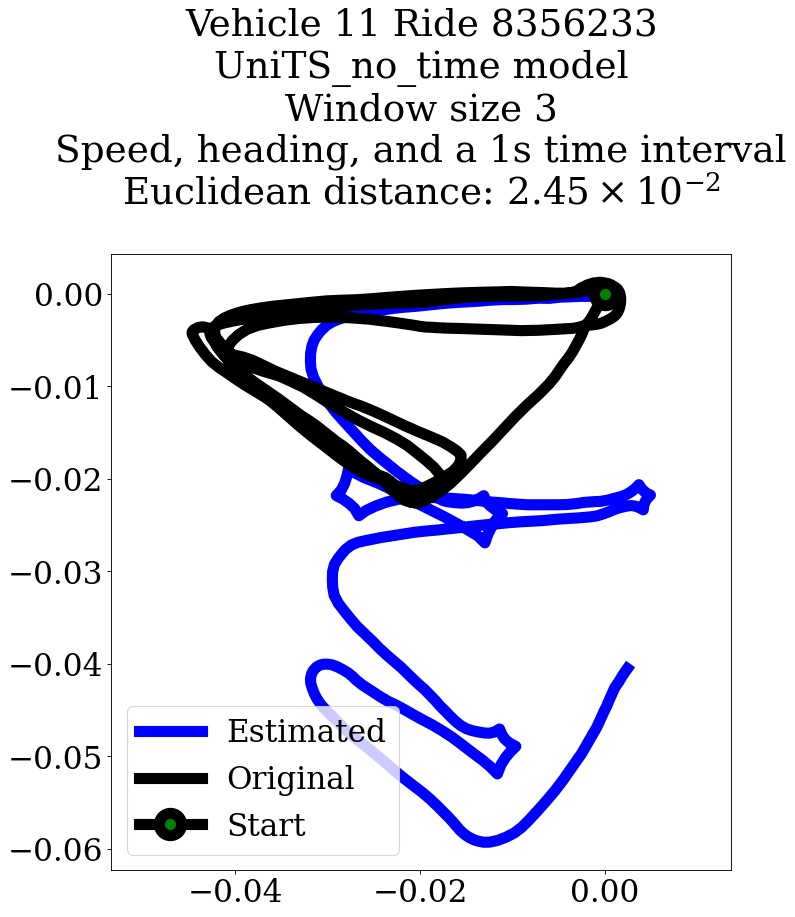 Vehicle 11 Ride 8356233
UniTS_no_time model
Window size 3
Speed, heading, and a 1s time interval
Euclidean distance: 2.45 × 10⁻²
0.00
−0.01
−0.02
−0.03
−0.04
−0.05
−0.06
Estimated
Original
Start
−0.04 −0.02 0.00